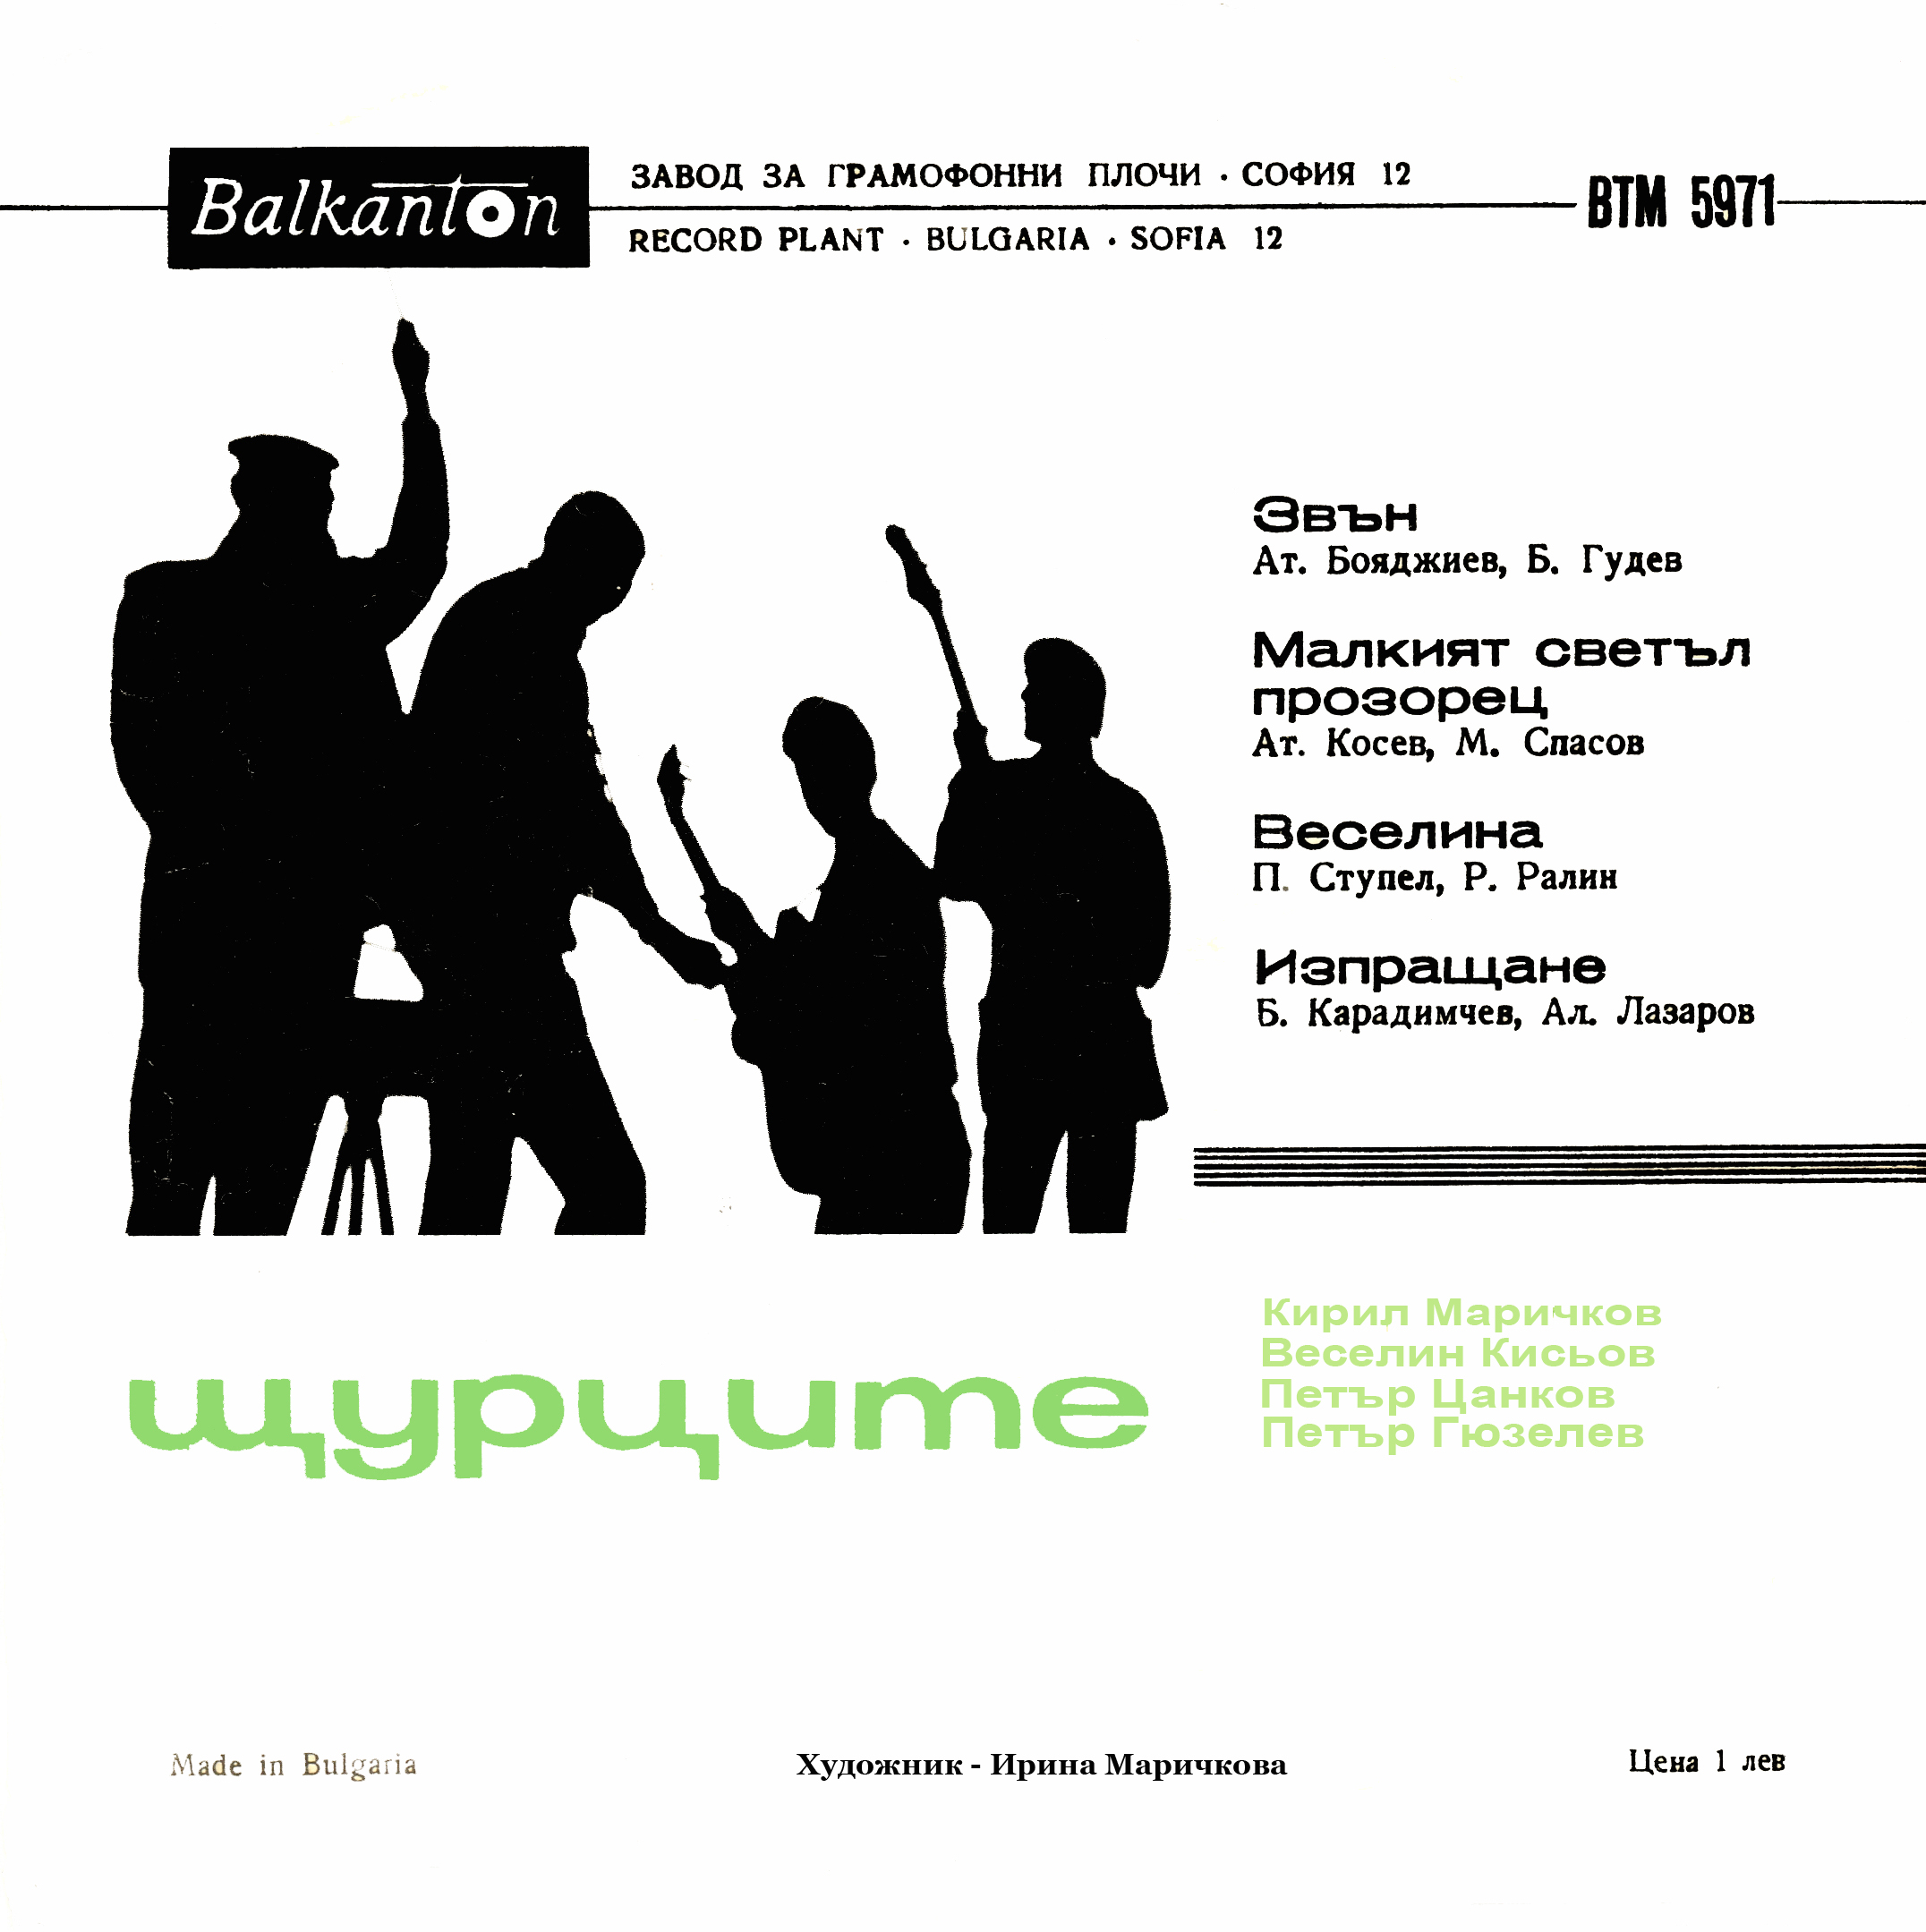 Balkanton
ЗАВОД ЗА ГРАМОФОННИ ПЛОЧИ · СОФИЯ 12
RECORD PLANT · BULGARIA · SOFIA 12
ВТМ 5971
Звън
Ат. Бояджиев, Б. Гудев
Малкият светъл
прозорец
Ат. Косев, М. Спасов
Веселина
П. Ступел, Р. Ралин
Изпращане
Б. Карадимчев, Ал. Лазаров
щурците
Кирил Маричков
Веселин Кисьов
Петър Цанков
Петър Гюзелев
Made in Bulgaria
Художник - Ирина Маричкова
Цена 1 лев